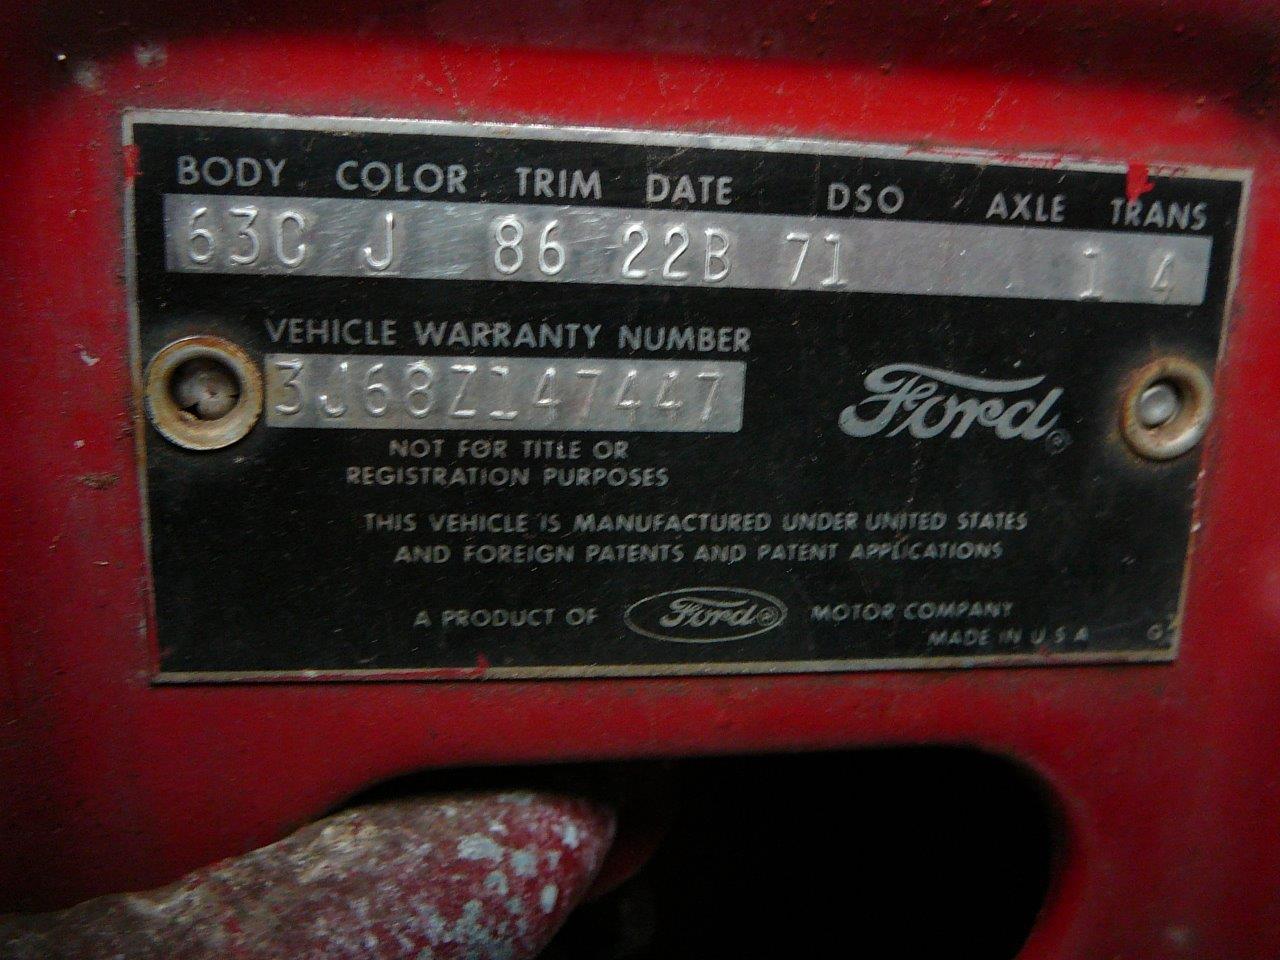 BODY COLOR TRIM DATE DSO AXLE TRANS
63C J 86 22B 71 1 4
VEHICLE WARRANTY NUMBER
3J68Z147447
Ford®
NOT FOR TITLE OR
REGISTRATION PURPOSES
THIS VEHICLE IS MANUFACTURED UNDER UNITED STATES
AND FOREIGN PATENTS AND PATENT APPLICATIONS
A PRODUCT OF Ford® MOTOR COMPANY
MADE IN U S A